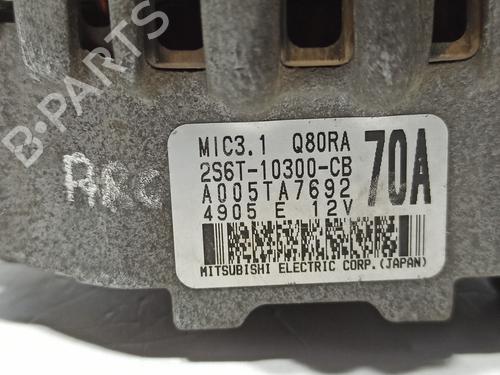 B-PARTS
MIC3.1 Q80RA
2S6T-10300-CB
70A
A005TA7692
4905 E 12V
MITSUBISHI ELECTRIC CORP.(JAPAN)